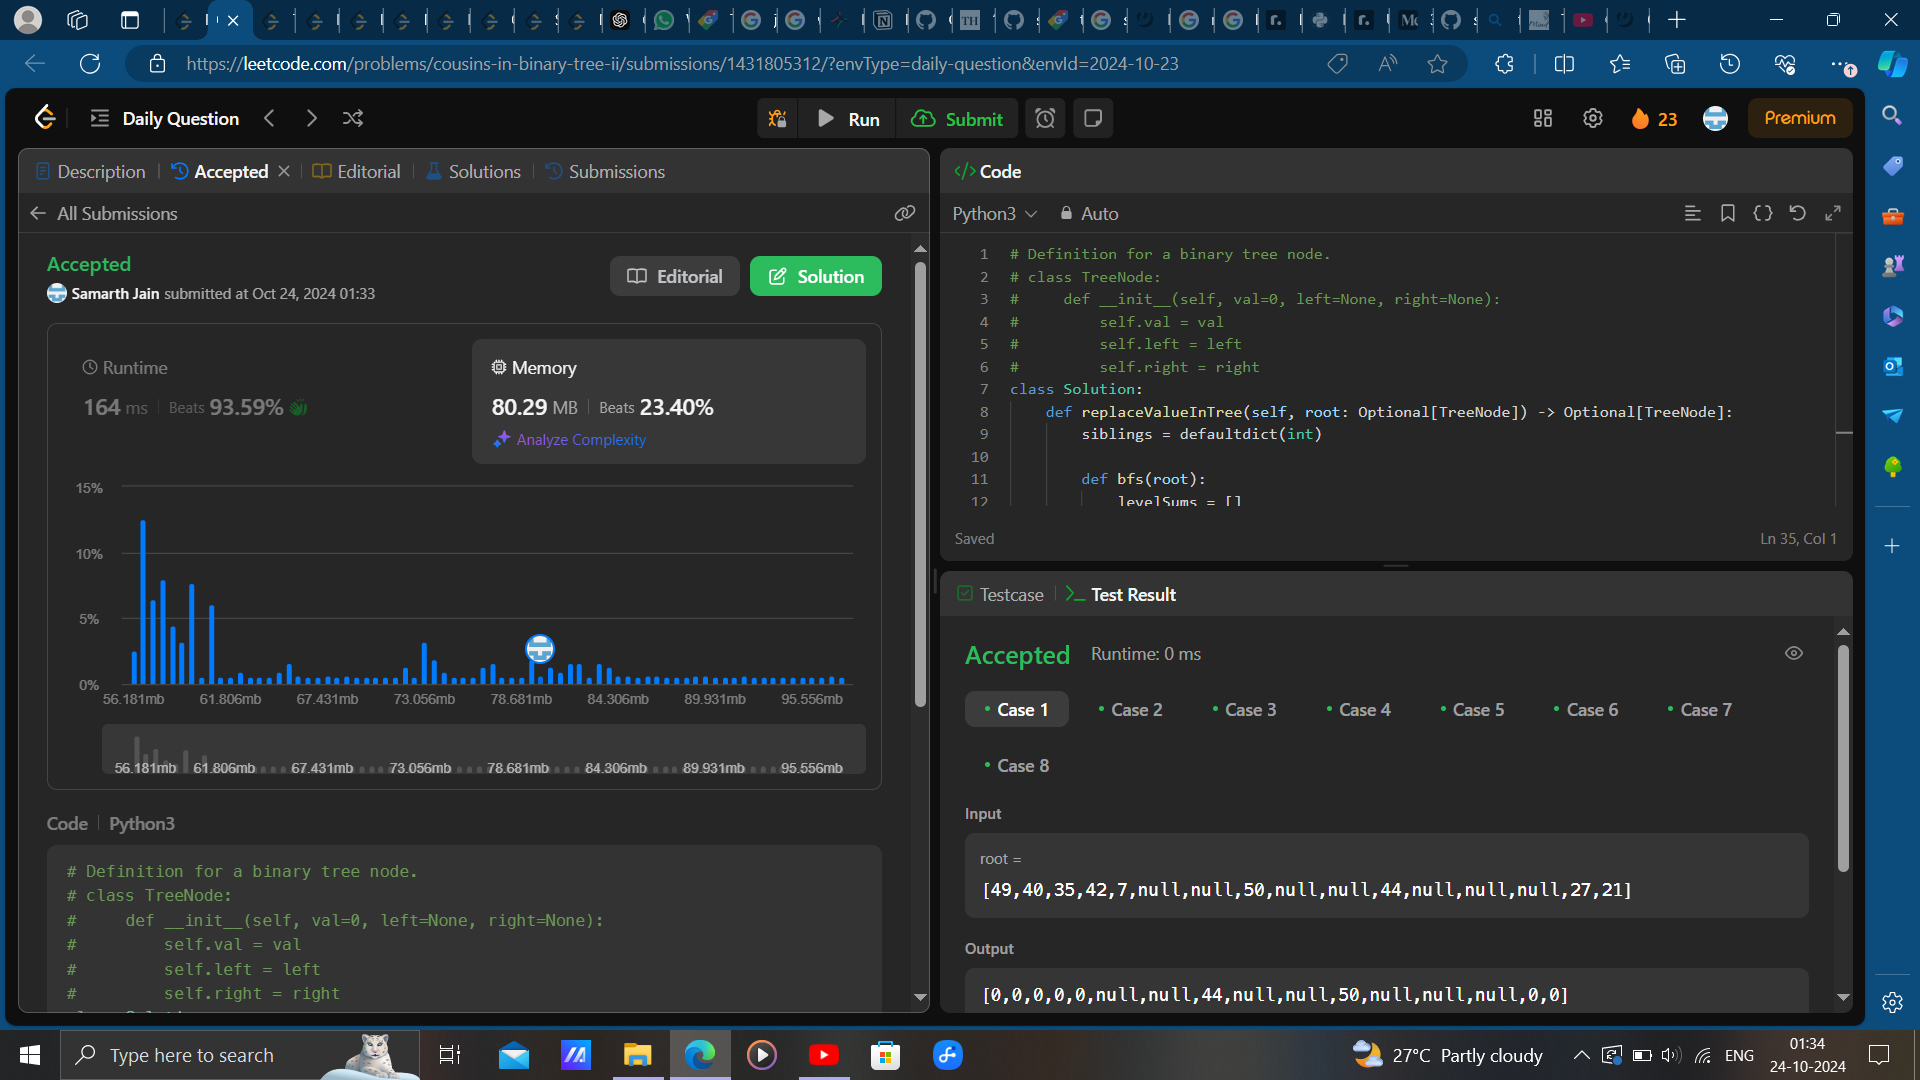 https://leetcode.com/problems/cousins-in-binary-tree-ii/submissions/1431805312/?envType=daily-question&envId=2024-10-23
Daily Question
Run
Submit
23
Premium
Description
Accepted
Editorial
Solutions
Submissions
All Submissions
Accepted
Samarth Jain submitted at Oct 24, 2024 01:33
Editorial
Solution
Runtime
164 ms
Beats 93.59%
Memory
80.29 MB
Beats 23.40%
Analyze Complexity
15%
10%
5%
0%
56.181mb 61.806mb 67.431mb 73.056mb 78.681mb 84.306mb 89.931mb 95.556mb
56.181mb 61.806mb 67.431mb 73.056mb 78.681mb 84.306mb 89.931mb 95.556mb
Code
Python3
# Definition for a binary tree node.
# class TreeNode:
#     def __init__(self, val=0, left=None, right=None):
#         self.val = val
#         self.left = left
#         self.right = right
</> Code
Python3
Auto
1 # Definition for a binary tree node.
2 # class TreeNode:
3 #     def __init__(self, val=0, left=None, right=None):
4 #         self.val = val
5 #         self.left = left
6 #         self.right = right
7 class Solution:
8     def replaceValueInTree(self, root: Optional[TreeNode]) -> Optional[TreeNode]:
9         siblings = defaultdict(int)
10
11         def bfs(root):
12             levelSums = []
Saved
Ln 35, Col 1
Testcase
Test Result
Accepted
Runtime: 0 ms
Case 1
Case 2
Case 3
Case 4
Case 5
Case 6
Case 7
Case 8
Input
root =
[49,40,35,42,7,null,null,50,null,null,44,null,null,null,27,21]
Output
[0,0,0,0,0,null,null,44,null,null,50,null,null,null,0,0]
Type here to search
27°C Partly cloudy
ENG
01:34
24-10-2024